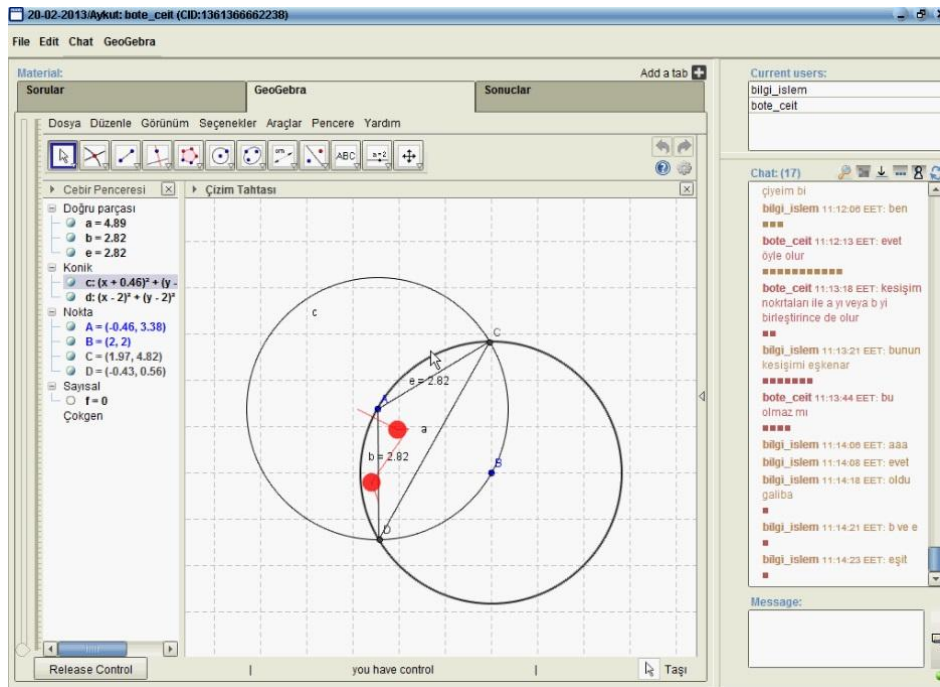 20-02-2013/Aykut: bote_ceit (CID:1361366662238)
File Edit Chat GeoGebra
Material:
Add a tab
Sorular
GeoGebra
Sonuclar
Dosya Düzenle Görünüm Seçenekler Araçlar Pencere Yardım
ABC
a=2
Cebir Penceresi
Doğru parçası
a = 4.89
b = 2.82
e = 2.82
Konik
c: (x + 0.46)² + (y -
d: (x - 2)² + (y - 2)²
Nokta
A = (-0.46, 3.38)
B = (2, 2)
C = (1.97, 4.82)
D = (-0.43, 0.56)
Sayısal
f = 0
Çokgen
Çizim Tahtası
c
C
e = 2.82
A
a
b = 2.82
B
D
Release Control
you have control
Taşı
Current users:
bilgi_islem
bote_ceit
Chat: (17)
çiyeim bi
bilgi_islem 11:12:06 EET: ben
bote_ceit 11:12:13 EET: evet
öyle olur
bote_ceit 11:13:18 EET: kesişim
nokrtaları ile a yı veya b yi
birleştirince de olur
bilgi_islem 11:13:21 EET: bunun
kesişimi eşkenar
bote_ceit 11:13:44 EET: bu
olmaz mı
bilgi_islem 11:14:06 EET: aaa
bilgi_islem 11:14:08 EET: evet
bilgi_islem 11:14:18 EET: oldu
galiba
bilgi_islem 11:14:21 EET: b ve e
bilgi_islem 11:14:23 EET: eşit
Message: